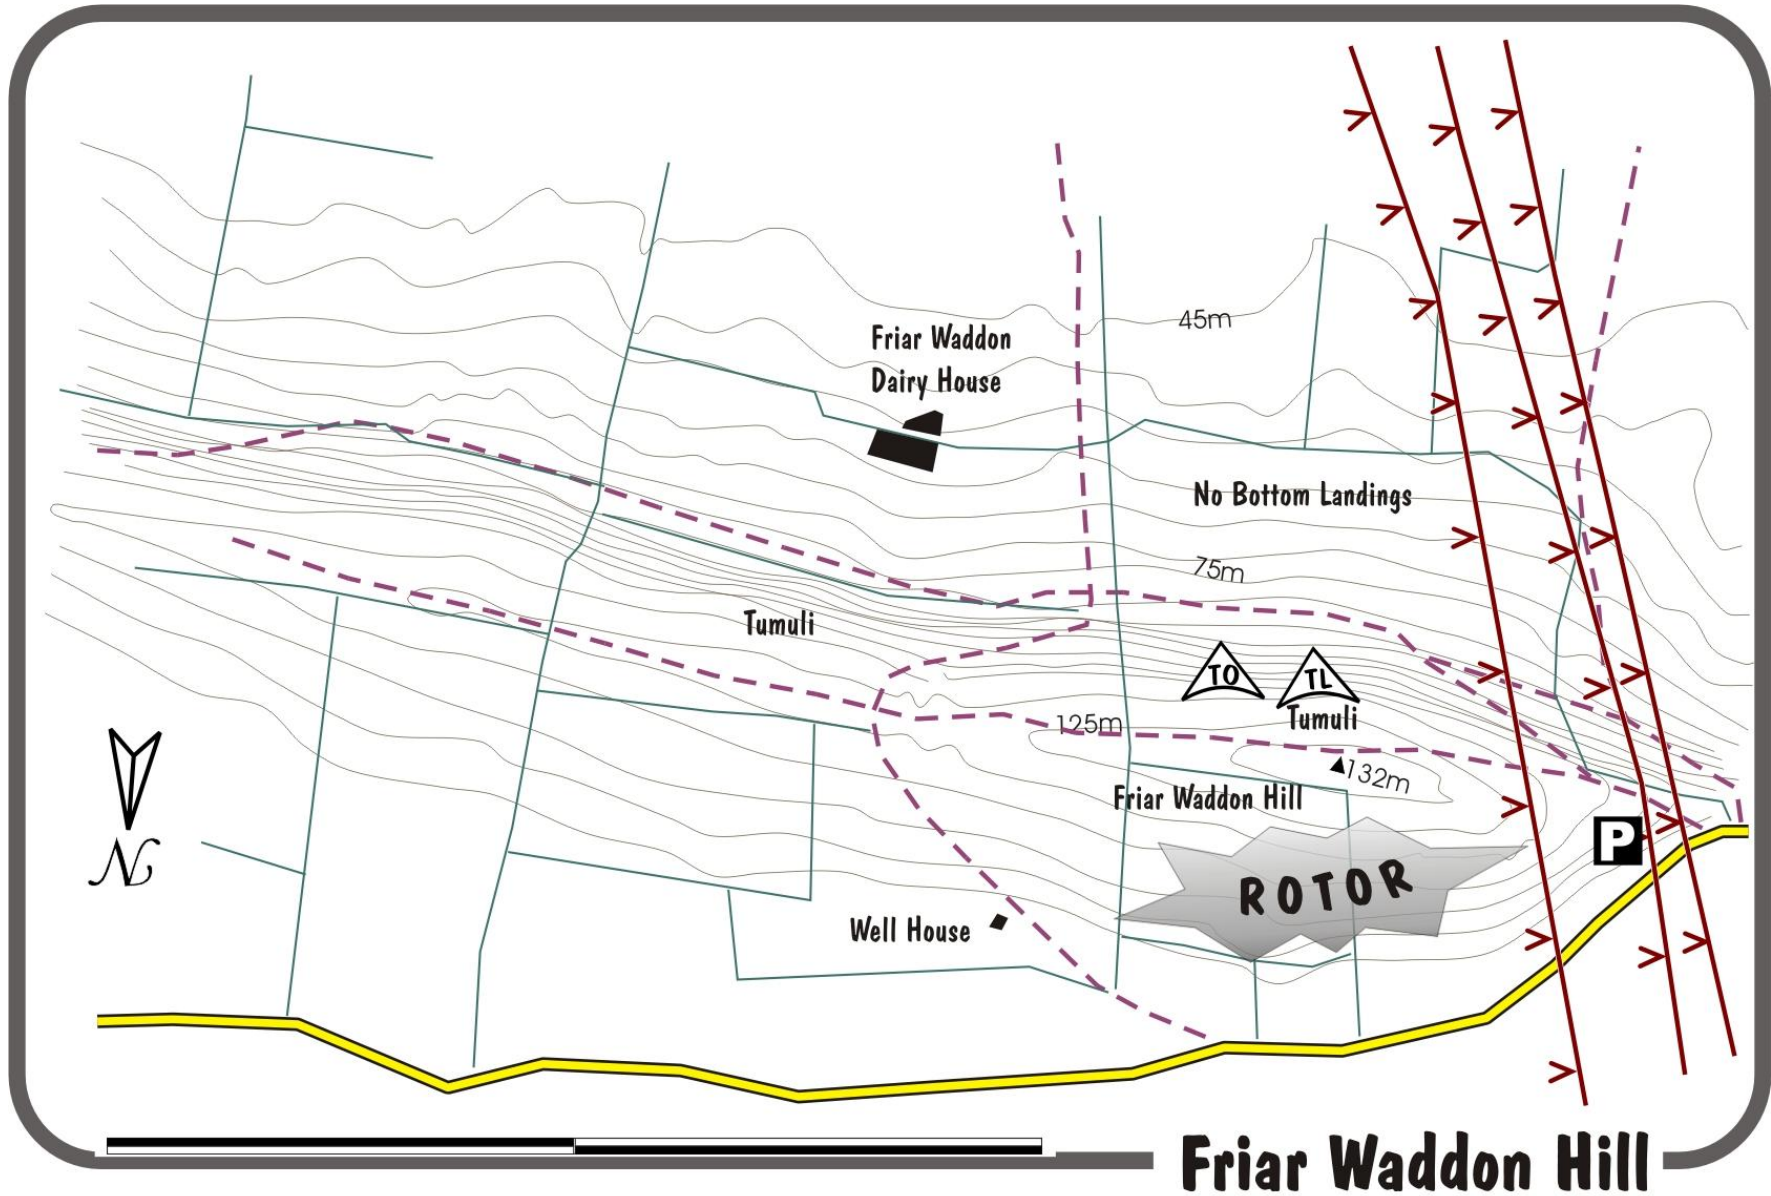 45m
Friar Waddon
Dairy House
No Bottom Landings
75m
Tumuli
TO
TL
Tumuli
125m
132m
Friar Waddon Hill
P
ROTOR
N
Well House
Friar Waddon Hill